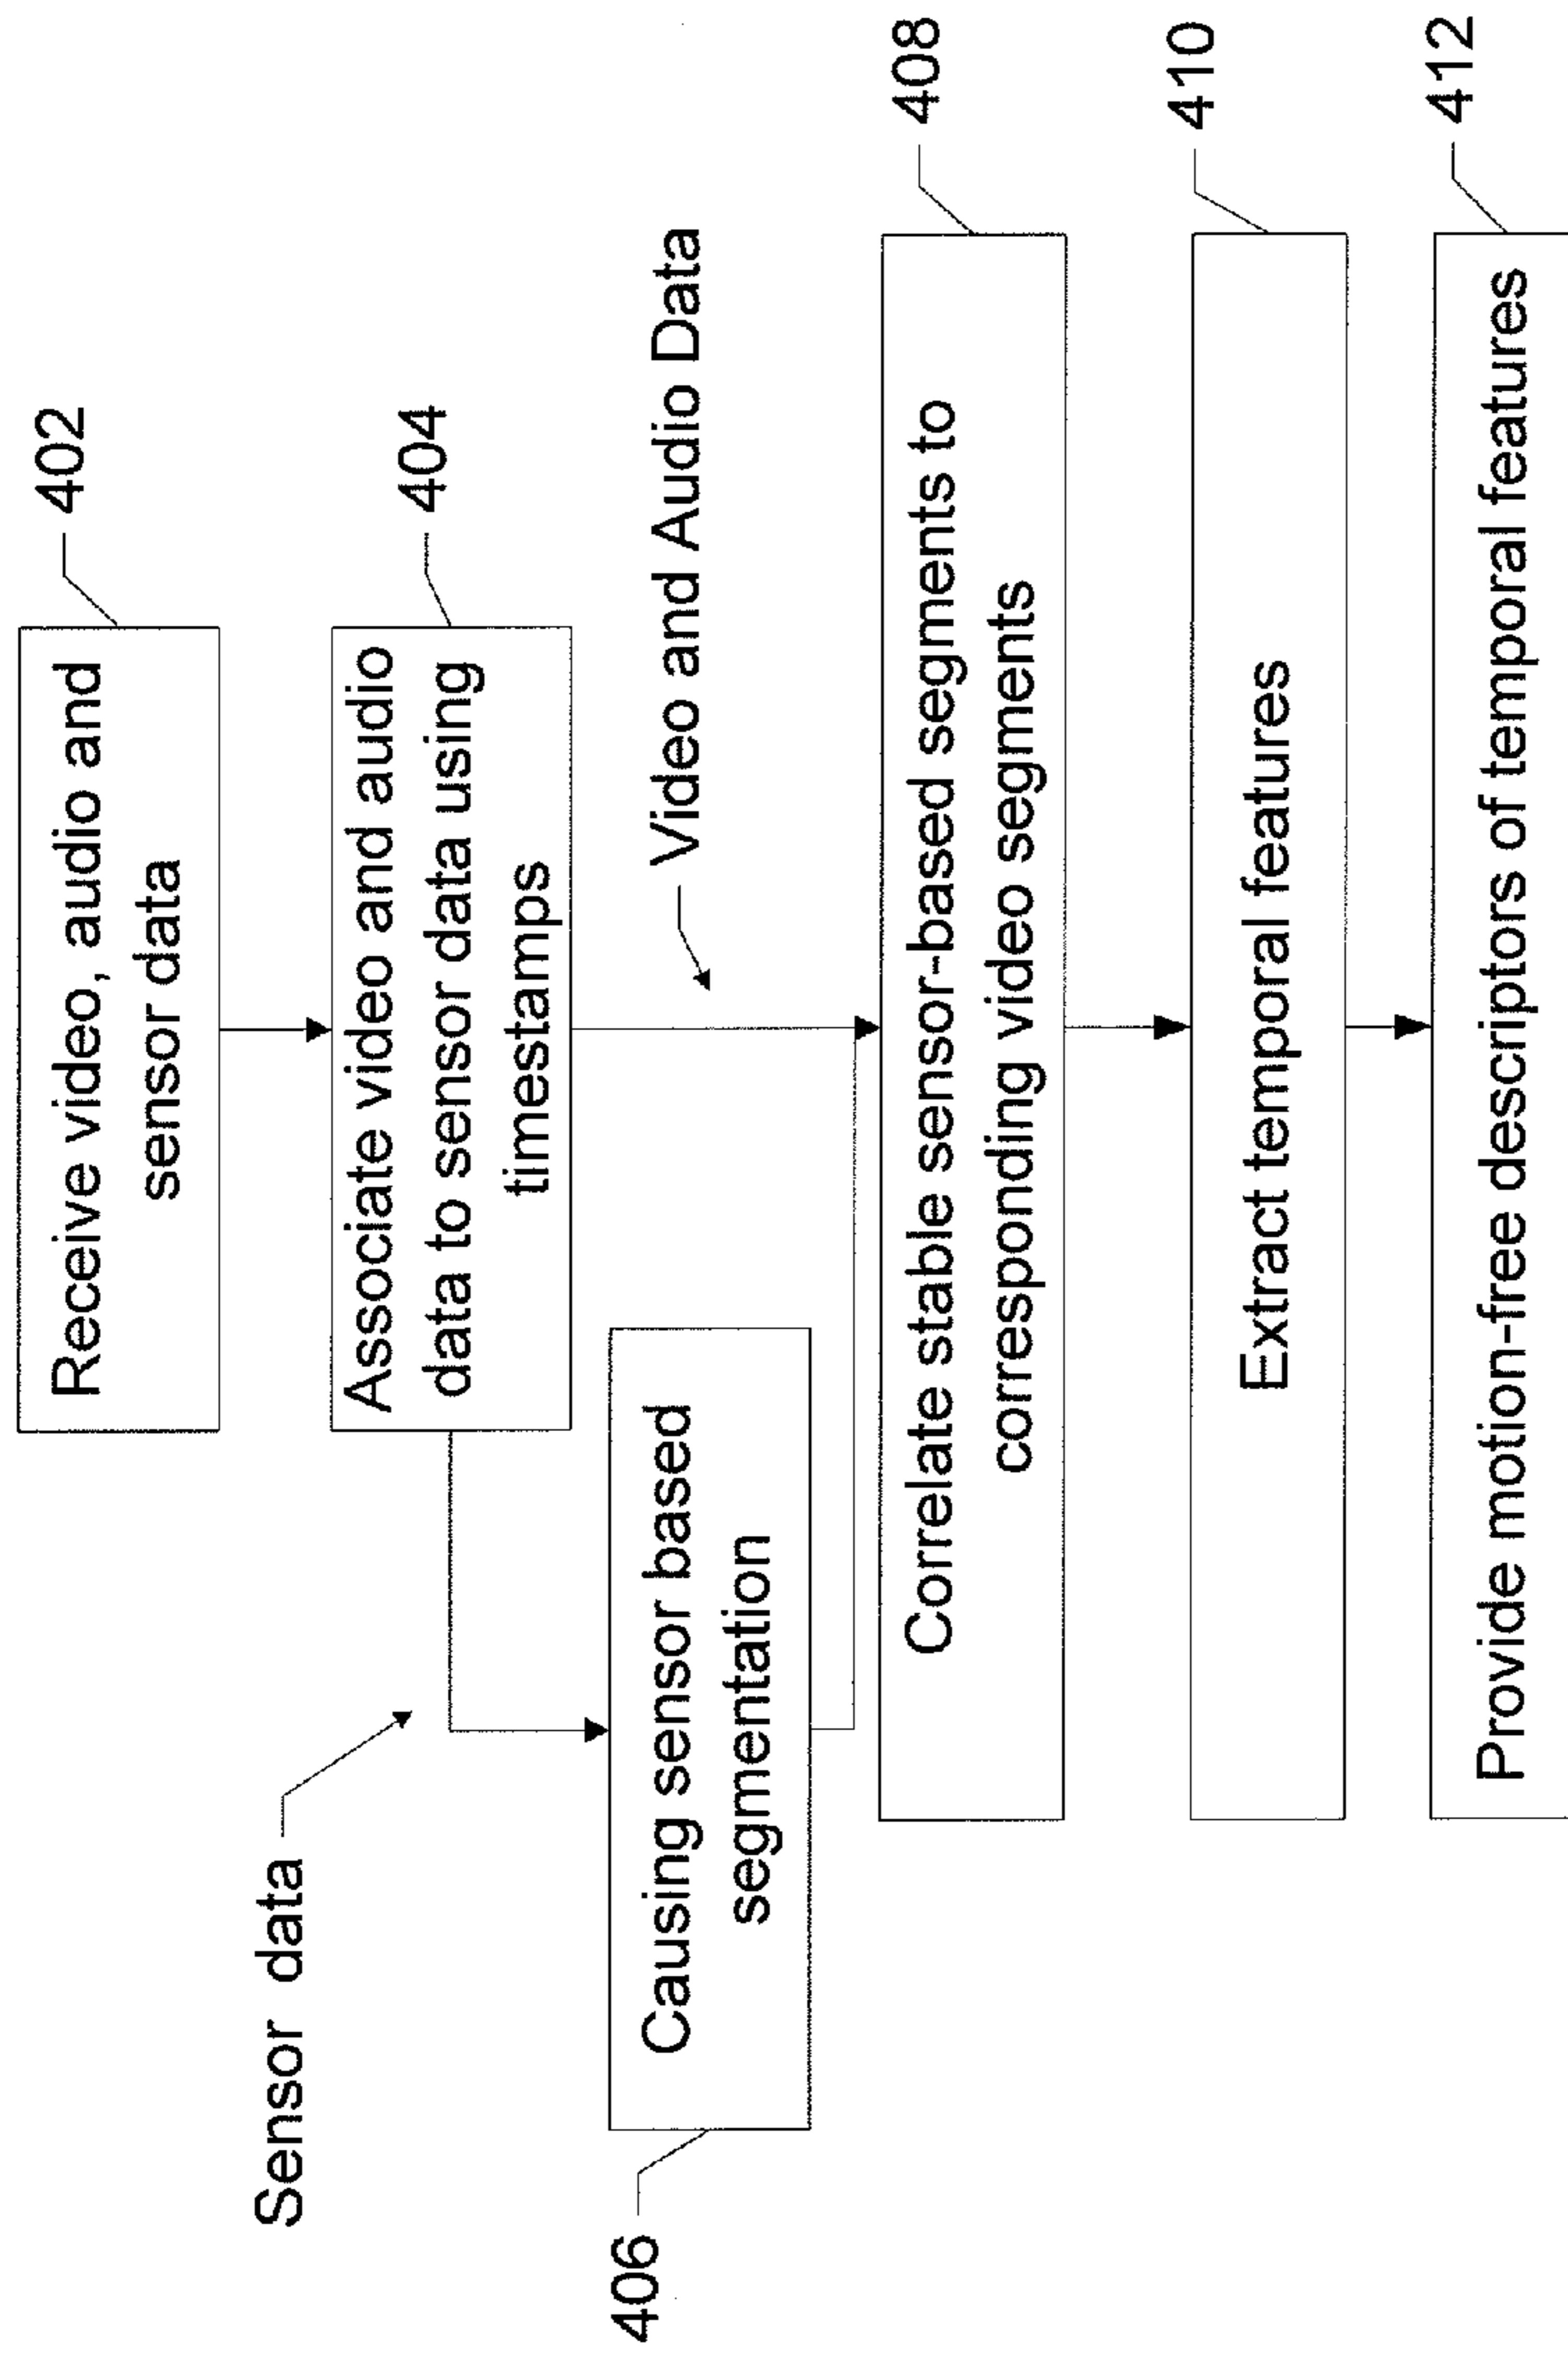 Receive video, audio and
sensor data
402
Associate video and audio
data to sensor data using
timestamps
404
Sensor data
Video and Audio Data
Causing sensor based
segmentation
406
Correlate stable sensor-based segments to
corresponding video segments
408
Extract temporal features
410
Provide motion-free descriptors of temporal features
412